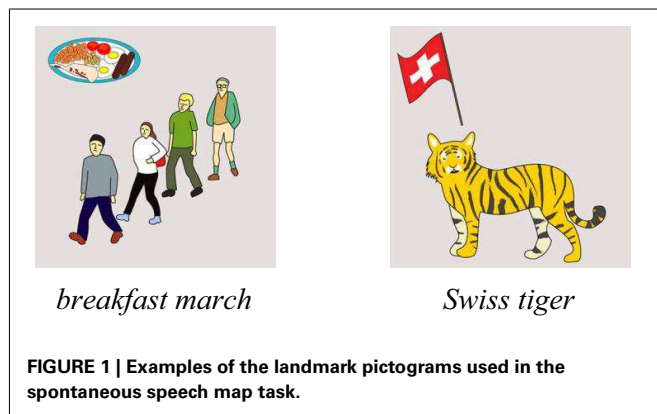 breakfast march
Swiss tiger
FIGURE 1 | Examples of the landmark pictograms used in the
spontaneous speech map task.